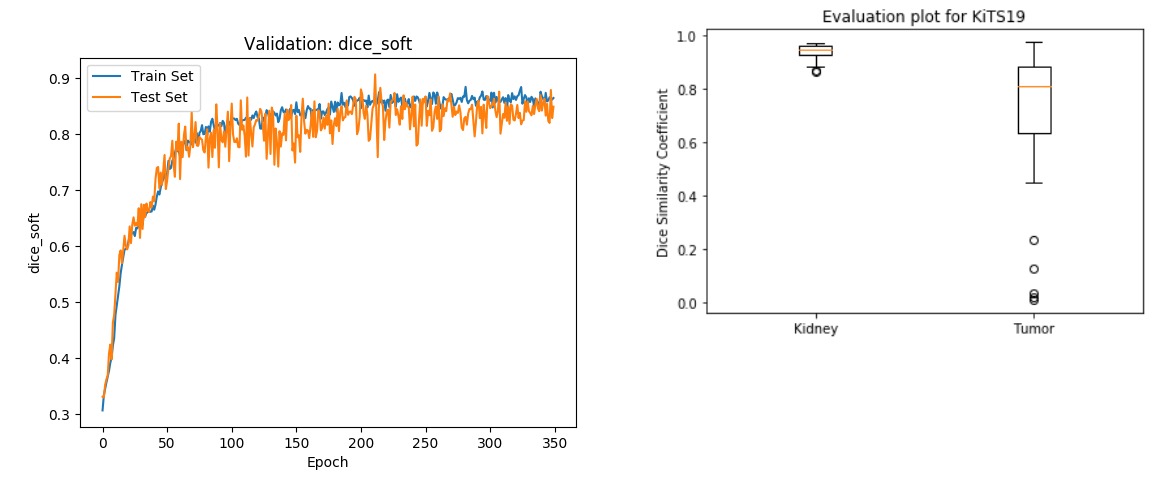 Validation: dice_soft
Train Set
Test Set
0.9
0.8
0.7
0.6
0.5
0.4
0.3
dice_soft
0 50 100 150 200 250 300 350
Epoch
Evaluation plot for KiTS19
1.0
0.8
0.6
0.4
0.2
0.0
Dice Similarity Coefficient
Kidney Tumor